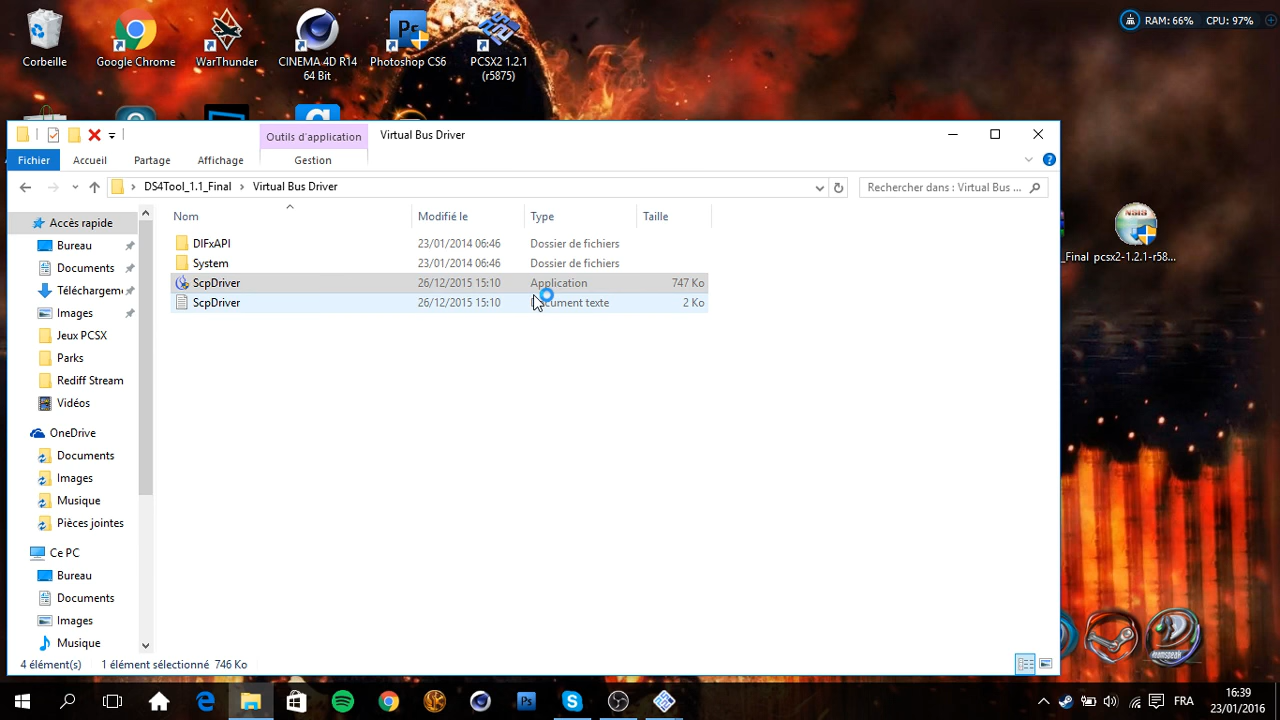 RAM: 66% CPU: 97%
Corbeille
Google Chrome
WarThunder
CINEMA 4D R14
64 Bit
Photoshop CS6
PCSX2 1.2.1
(r5875)
Outils d'application
Virtual Bus Driver
Fichier
Accueil
Partage
Affichage
Gestion
DS4Tool_1.1_Final
Virtual Bus Driver
Rechercher dans : Virtual Bus ...
Nom
Modifié le
Type
Taille
DIFxAPI 23/01/2014 06:46 Dossier de fichiers
System 23/01/2014 06:46 Dossier de fichiers
ScpDriver 26/12/2015 15:10 Application 747 Ko
ScpDriver 26/12/2015 15:10 Document texte 2 Ko
Accès rapide
Bureau
Documents
Téléchargem
Images
Jeux PCSX
Parks
Rediff Stream
Vidéos
OneDrive
Documents
Images
Musique
Pièces jointes
Ce PC
Bureau
Documents
Images
Musique
4 élément(s) 1 élément sélectionné 746 Ko
Naia
_Final
pcsx2-1.2.1-r58...
teamspeak
FRA
16:39
23/01/2016